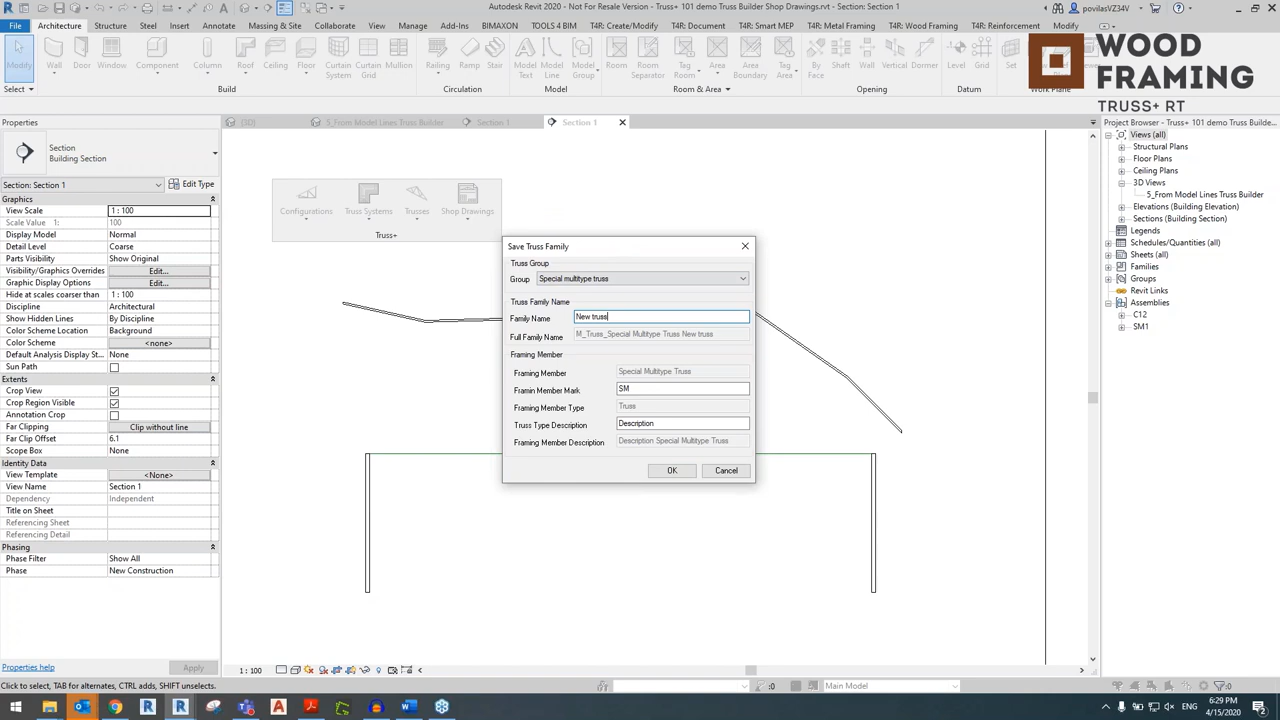 Autodesk Revit 2020 - Not For Resale Version - Truss+ 101 demo Truss Builder Shop Drawings.rvt - Section: Section 1
povilasVZ34V
File Architecture Structure Steel Systems Insert Annotate Analyze Massing & Site Collaborate View Manage Add-Ins BIMAXON TOOLS 4 BIM T4R: Create/Modify T4R: Document T4R: Smart MEP T4R: Metal Framing T4R: Wood Framing T4R: Reinforcement Modify
Modify Wall Door Window Component Column Roof Ceiling Floor Curtain System Curtain Grid Mullion Railing Ramp Stair Model Text Model Line Model Group Room Room Separator Tag Room Area Area Boundary Tag Area By Face Shaft Wall Vertical Dormer Level Grid Set
Select Build Circulation Model Room & Area Opening Datum
WOOD
FRAMING
TRUSS+ RT
Properties
[3D] 5_From Model Lines Truss Builder Section 1 Section 1
Project Browser - Truss+ 101 demo Truss Builde...
Section
Building Section
Section: Section 1 Edit Type
Graphics
View Scale 1 : 100
Scale Value 1: 100
Display Model Normal
Detail Level Coarse
Parts Visibility Show Original
Visibility/Graphics Overrides Edit...
Graphic Display Options Edit...
Hide at scales coarser than 1 : 100
Discipline Architectural
Show Hidden Lines By Discipline
Color Scheme Location Background
Color Scheme <none>
Default Analysis Display St... None
Sun Path
Extents
Crop View
Crop Region Visible
Annotation Crop
Far Clipping Clip without line
Far Clip Offset 6.1
Scope Box None
Identity Data
View Template <None>
View Name Section 1
Dependency Independent
Title on Sheet
Referencing Sheet
Referencing Detail
Phasing
Phase Filter Show All
Phase New Construction
Properties help Apply
Configurations Truss Systems Trusses Shop Drawings
Truss+
Save Truss Family
Truss Group
Group Special multitype truss
Truss Family Name
Family Name New truss
Full Family Name M_Truss_Special Multitype Truss New truss
Framing Member
Framing Member Special Multitype Truss
Framin Member Mark SM
Framing Member Type Truss
Truss Type Description Description
Framing Member Description Description Special Multitype Truss
OK Cancel
Views (all)
Structural Plans
Floor Plans
Ceiling Plans
3D Views
5_From Model Lines Truss Builder
Elevations (Building Elevation)
Sections (Building Section)
Legends
Schedules/Quantities (all)
Sheets (all)
Families
Groups
Revit Links
Assemblies
C12
SM1
1 : 100
Click to select, TAB for alternates, CTRL adds, SHIFT unselects.
:0 Main Model :0
ENG 6:29 PM
4/15/2020